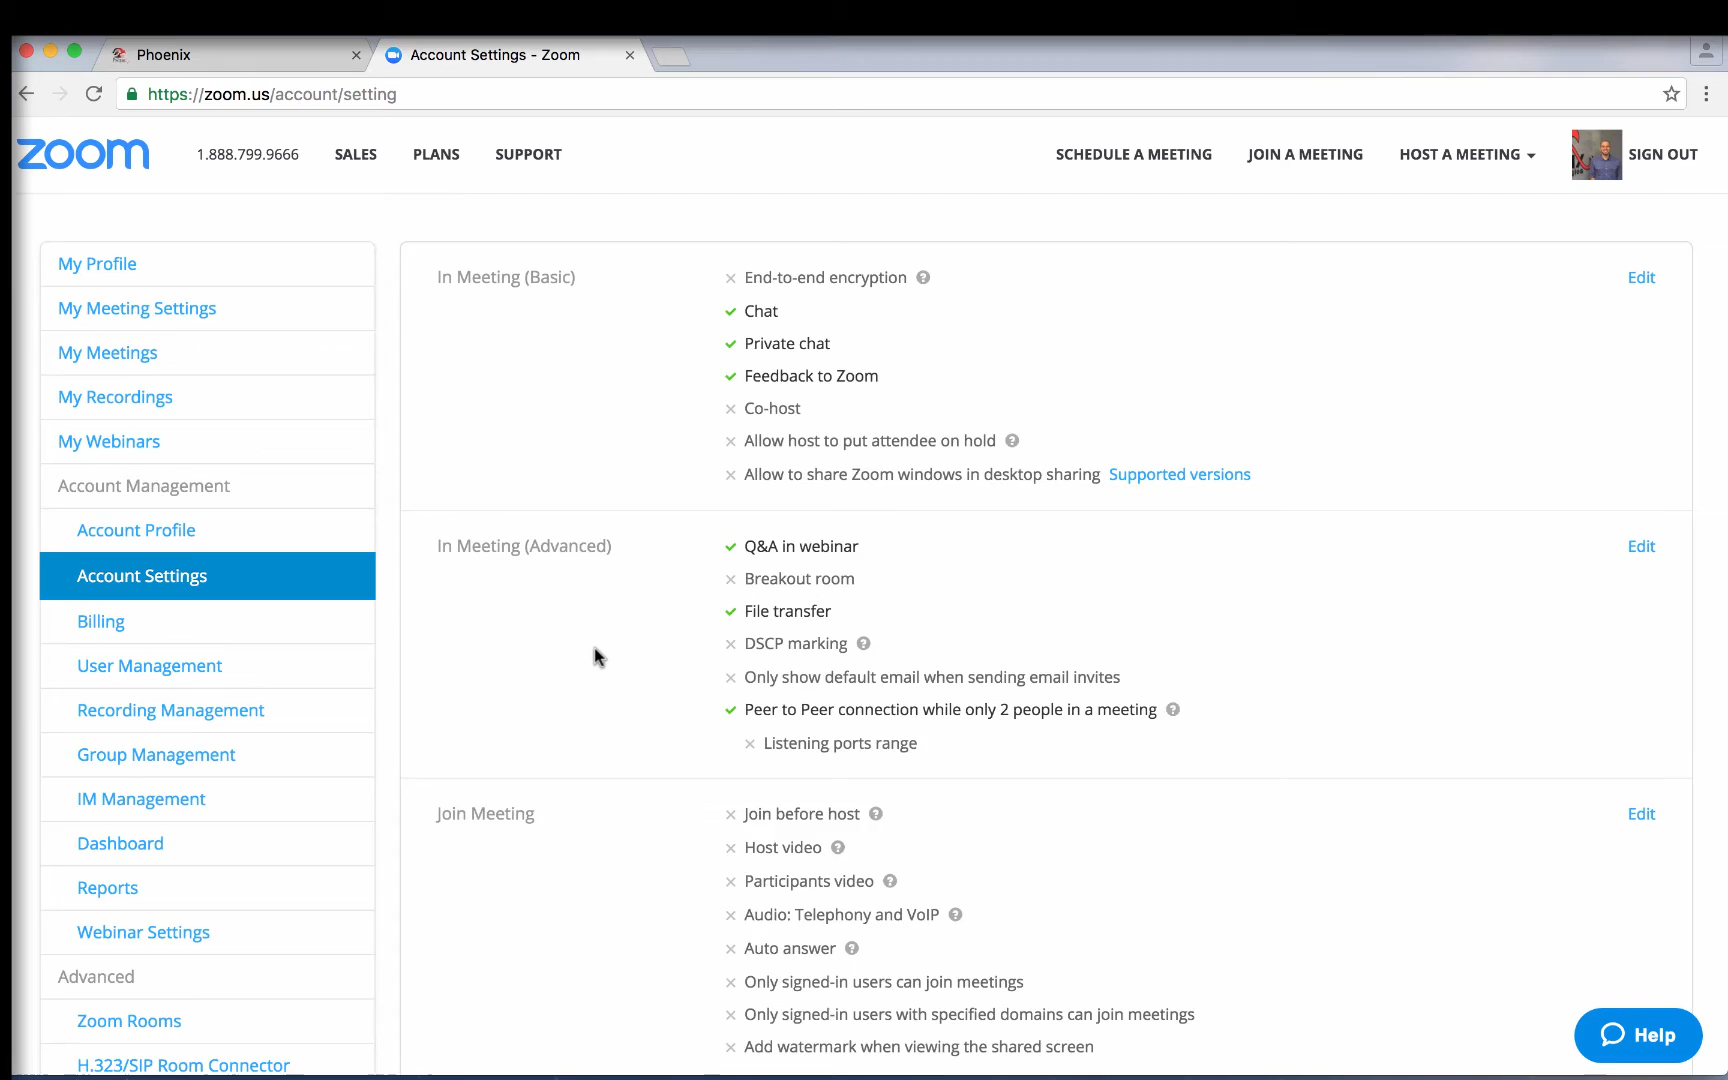 Phoenix
Account Settings - Zoom
https://zoom.us/account/setting
zoom
1.888.799.9666
SALES
PLANS
SUPPORT
SCHEDULE A MEETING
JOIN A MEETING
HOST A MEETING
SIGN OUT
My Profile
My Meeting Settings
My Meetings
My Recordings
My Webinars
Account Management
Account Profile
Account Settings
Billing
User Management
Recording Management
Group Management
IM Management
Dashboard
Reports
Webinar Settings
Advanced
Zoom Rooms
H.323/SIP Room Connector
In Meeting (Basic)
End-to-end encryption
Edit
Chat
Private chat
Feedback to Zoom
Co-host
Allow host to put attendee on hold
Allow to share Zoom windows in desktop sharing Supported versions
In Meeting (Advanced)
Q&A in webinar
Edit
Breakout room
File transfer
DSCP marking
Only show default email when sending email invites
Peer to Peer connection while only 2 people in a meeting
Listening ports range
Join Meeting
Join before host
Edit
Host video
Participants video
Audio: Telephony and VoIP
Auto answer
Only signed-in users can join meetings
Only signed-in users with specified domains can join meetings
Add watermark when viewing the shared screen
Help